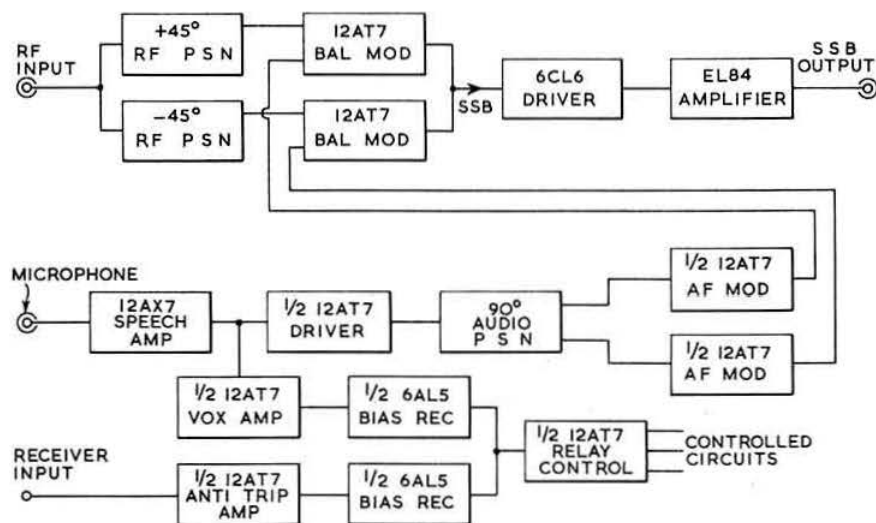 RF
INPUT
+45°
RF PSN
12AT7
BAL MOD
-45°
RF PSN
12AT7
BAL MOD
SSB
6CL6
DRIVER
EL84
AMPLIFIER
SSB
OUTPUT
MICROPHONE
12AX7
SPEECH
AMP
1/2 12AT7
DRIVER
90°
AUDIO
PSN
1/2 12AT7
AF MOD
1/2 12AT7
AF MOD
1/2 12AT7
VOX AMP
1/2 6AL5
BIAS REC
RECEIVER
INPUT
1/2 12AT7
ANTI TRIP
AMP
1/2 6AL5
BIAS REC
1/2 12AT7
RELAY
CONTROL
CONTROLLED
CIRCUITS